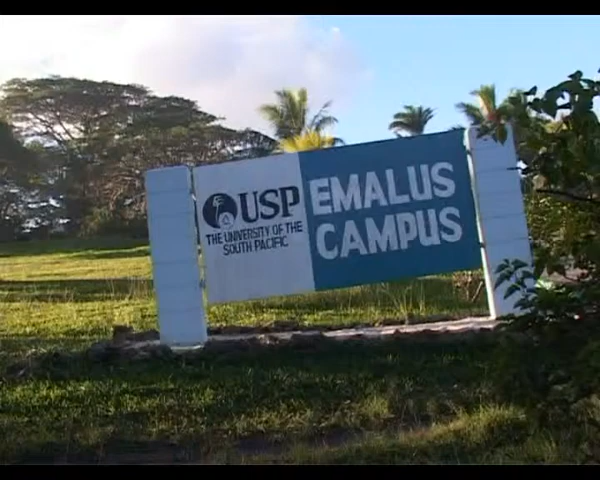 USP
THE UNIVERSITY OF THE
SOUTH PACIFIC
EMALUS
CAMPUS